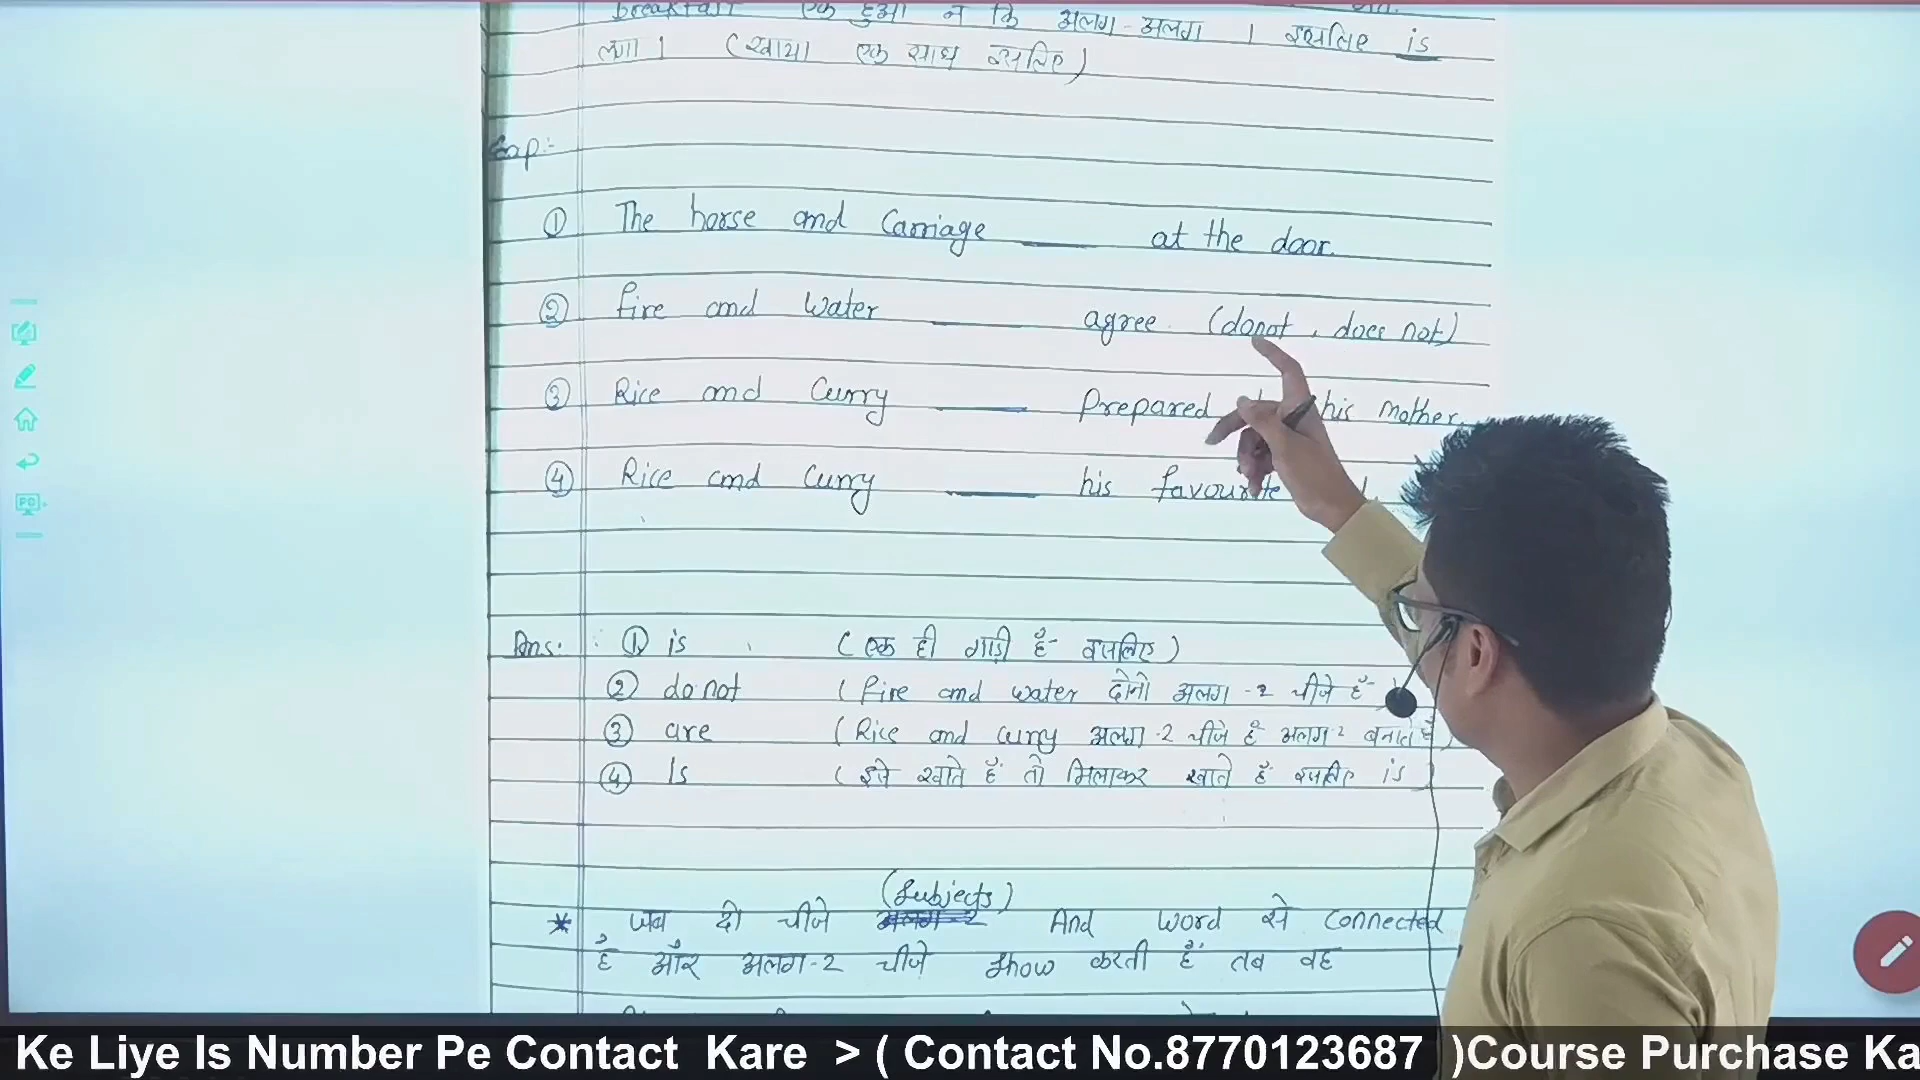 breakfast एक हुआ न कि अलग-अलग । इसलिए is
लगा । (खाया एक साथ इसलिए)
Gap:-
① The horse and Carriage ____ at the door.
② fire and water ____ agree (donot, does not)
③ Rice and Curry ____ Prepared his mother.
④ Rice and Curry ____ his favourite
Ans: ① is (एक ही गाड़ी है इसलिए)
② do not (fire and water दोनो अलग-2 चीजे है
③ are (Rice and curry अलग-2 चीजे है अलग-2 बनाते है)
④ Is (इसे खाते हैं तो मिलाकर खाते है इसलिए is)
(Subjects)
* जब दो चीजे And word से Connected
है और अलग-2 चीजे show करती हैं तब वह
Ke Liye Is Number Pe Contact Kare > ( Contact No.8770123687 )Course Purchase Ka